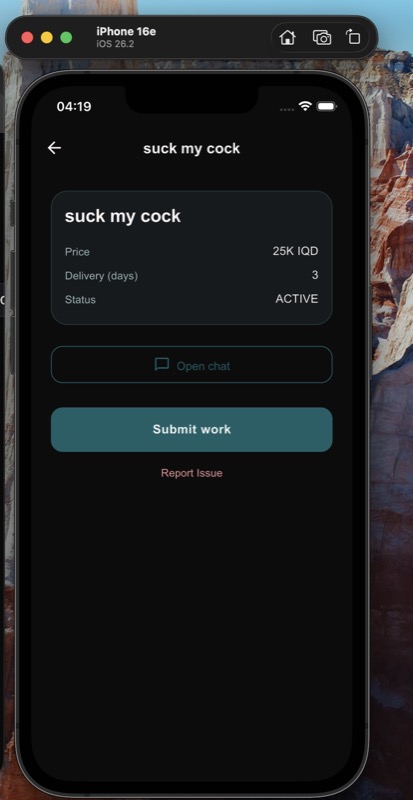 iPhone 16e
iOS 26.2
04:19
suck my cock
suck my cock
Price 25K IQD
Delivery (days) 3
Status ACTIVE
Open chat
Submit work
Report Issue